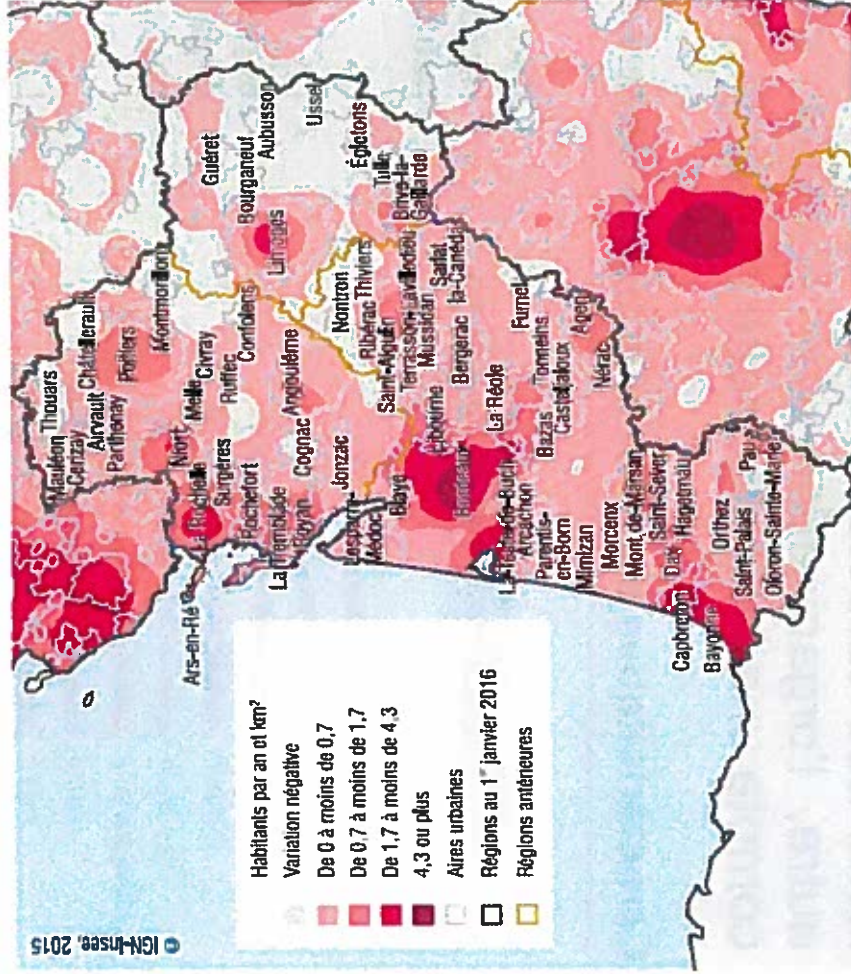 © IGN-Insee, 2015
Habitants par an et km²
Variation négative
De 0 à moins de 0,7
De 0,7 à moins de 1,7
De 1,7 à moins de 4,3
4,3 ou plus
Aires urbaines
Régions au 1er janvier 2016
Régions antérieures
Mauléon
Thouars
Cerizay
Airvault
Châtellerault
Parthenay
Poitiers
Montmorillon
Niort
Melle
Civray
Ruffec
Confolens
La Rochelle
Surgères
Ars-en-Ré
Rochefort
La Tremblade
Royan
Cognac
Angoulême
Jonzac
Guéret
Bourganeuf
Aubusson
Limoges
Ussel
Égletons
Tulle
Brive-la-
Gaillarde
Nontron
Thiviers
Ribérac
Saint-Aigulin
Terrasson-Lavilledieu
Mussidan
Sarlat
la-Canéda
Bergerac
Lesparre-
Médoc
Blaye
Libourne
Bordeaux
La-Teste-de-Buch
Arcachon
La Réole
Bazas
Fumel
Tonneins
Casteljaloux
Agen
Nérac
Parentis-
en-Born
Mimizan
Morcenx
Mont de-Marsan
Saint-Sever
Dax
Hagetmau
Capbreton
Bayonne
Orthez
Saint-Palais
Pau
Oloron-Sainte-Marie